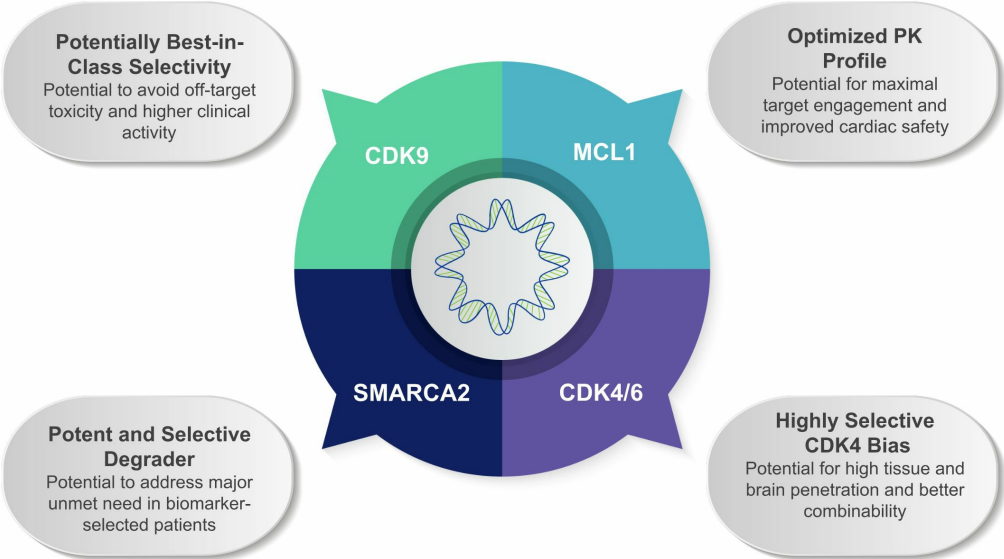 Potentially Best-in-
Class Selectivity
Potential to avoid off-target
toxicity and higher clinical
activity
Optimized PK
Profile
Potential for maximal
target engagement and
improved cardiac safety
CDK9
MCL1
SMARCA2
CDK4/6
Potent and Selective
Degrader
Potential to address major
unmet need in biomarker-
selected patients
Highly Selective
CDK4 Bias
Potential for high tissue and
brain penetration and better
combinability